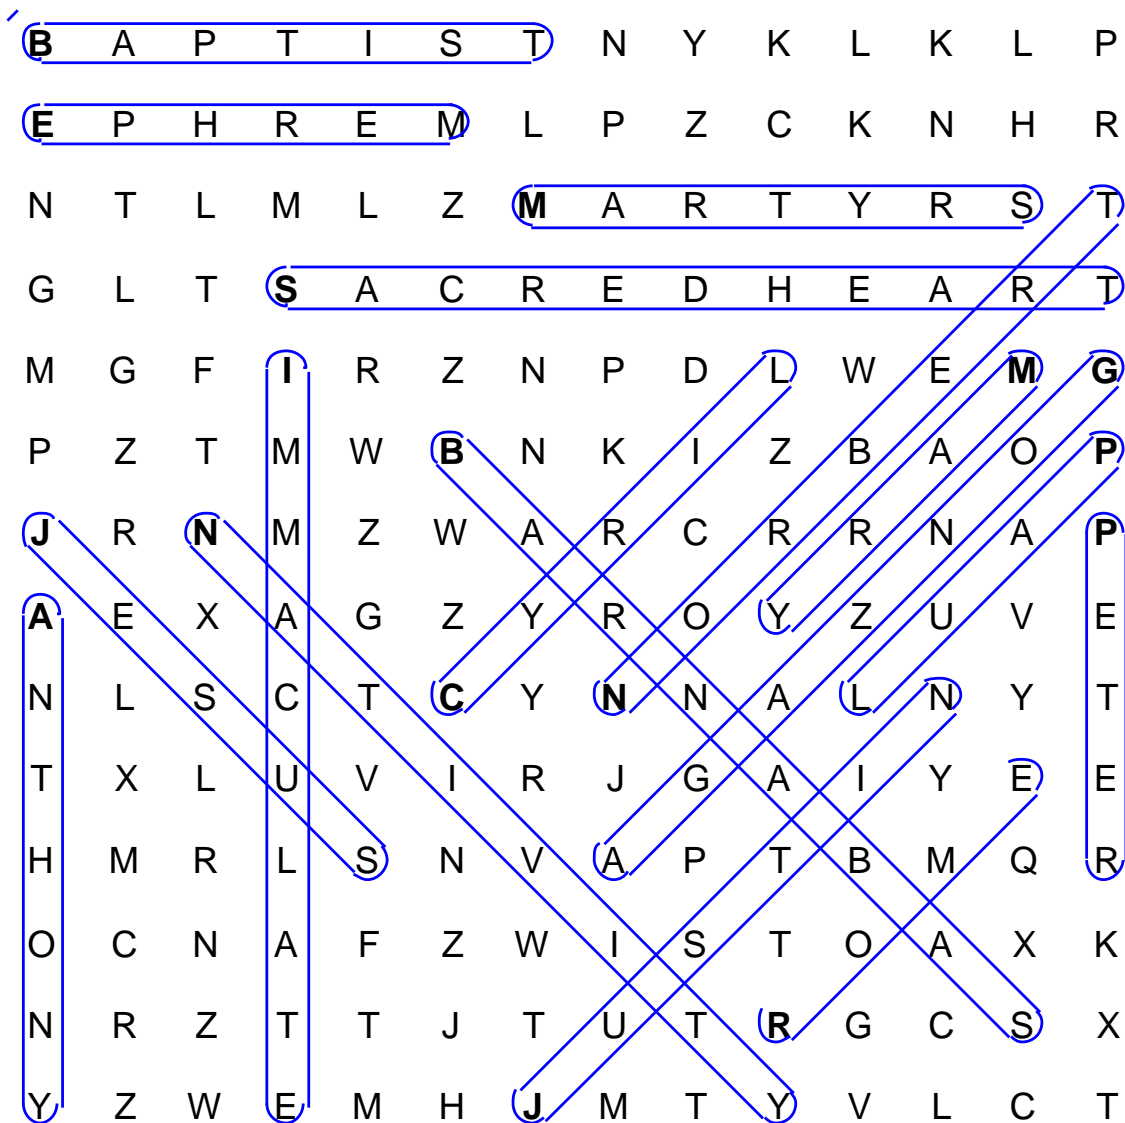 B A P T I S T N Y K L K L P
E P H R E M L P Z C K N H R
N T L M L Z M A R T Y R S T
G L T S A C R E D H E A R T
M G F I R Z N P D L W E M G
P Z T M W B N K I Z B A O P
J R N M Z W A R C R R N A P
A E X A G Z Y R O Y Z U V E
N L S C T C Y N N A L N Y T
T X L U V I R J G A I Y E E
H M R L S N V A P T B M Q R
O C N A F Z W I S T O A X K
N R Z T T J T U T R G C S X
Y Z W E M H J M T Y V L C T